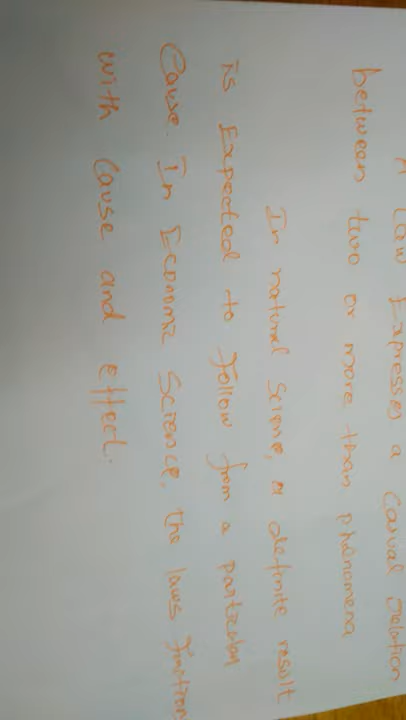 A Law Expresses a Casual relation
between two or more than phenomena
In natural Science, a definite result
is Expected to follow from a particular
Cause. In Economic Science, the laws function
with Cause and effect.